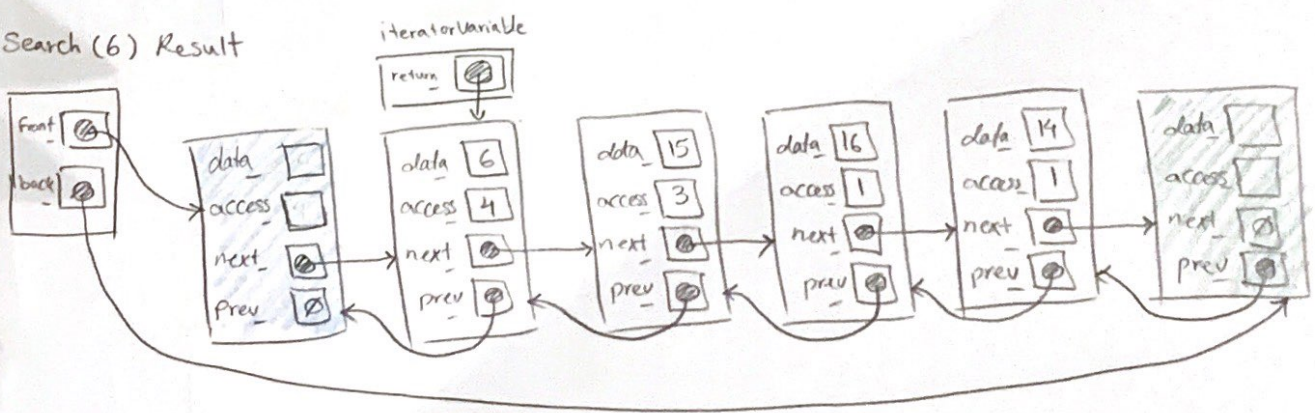 Search (6) Result
iteratorVariable
return_
front_
back_
data_
access_
next_
prev_ Ø
data_ 6
access_ 4
next_
prev_
data_ 15
access_ 3
next_
prev_
data_ 16
access_ 1
next_
prev_
data_ 14
access_ 1
next_
prev_
data_
access_
next_ Ø
prev_